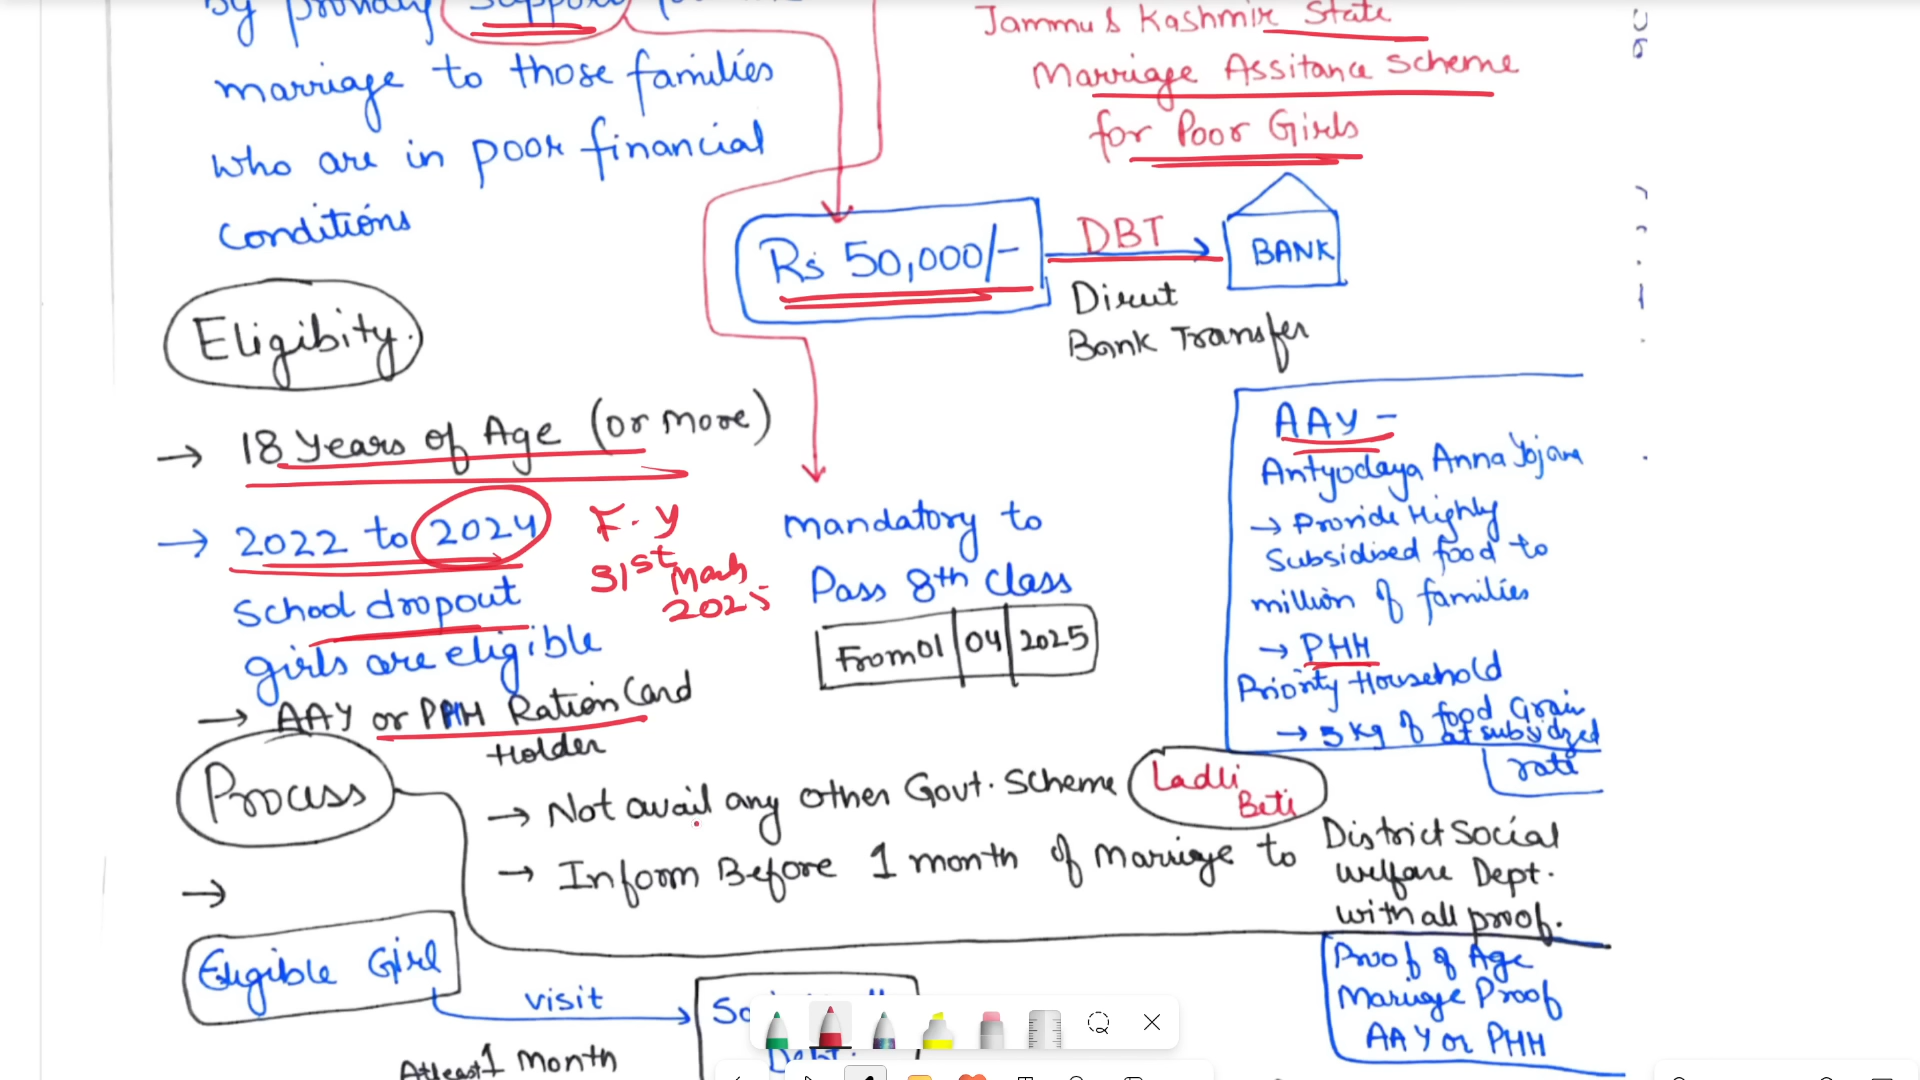 by providing support
marriage to those families
who are in poor financial
Conditions
Jammu & Kashmir State
Marriage Assitance Scheme
for Poor Girls
Rs 50,000/-
DBT
BANK
Direct
Bank Transfer
Eligibity.
→ 18 Years of Age (or more)
→ 2022 to 2024
F.y
31st March
2025
School dropout
girls are eligible
→ AAY or PHH Ration Card
Holder
mandatory to
Pass 8th Class
From 01 | 04 | 2025
AAY -
Antyodaya Anna Yojana
→ Provide Highly
Subsidised food to
million of families
→ PHH
Priority Household
→ 5 kg of food Grain
at subsidzed
rate
Process
→ Not avail any other Govt. Scheme
Ladli
Beti
→ Inform Before 1 month of Marriage to
District Social
welfare Dept.
with all proof.
→
Eligible Girl
visit
So
Dept.
Atleast 1 month
Proof of Age
Marriage Proof
AAY or PHH